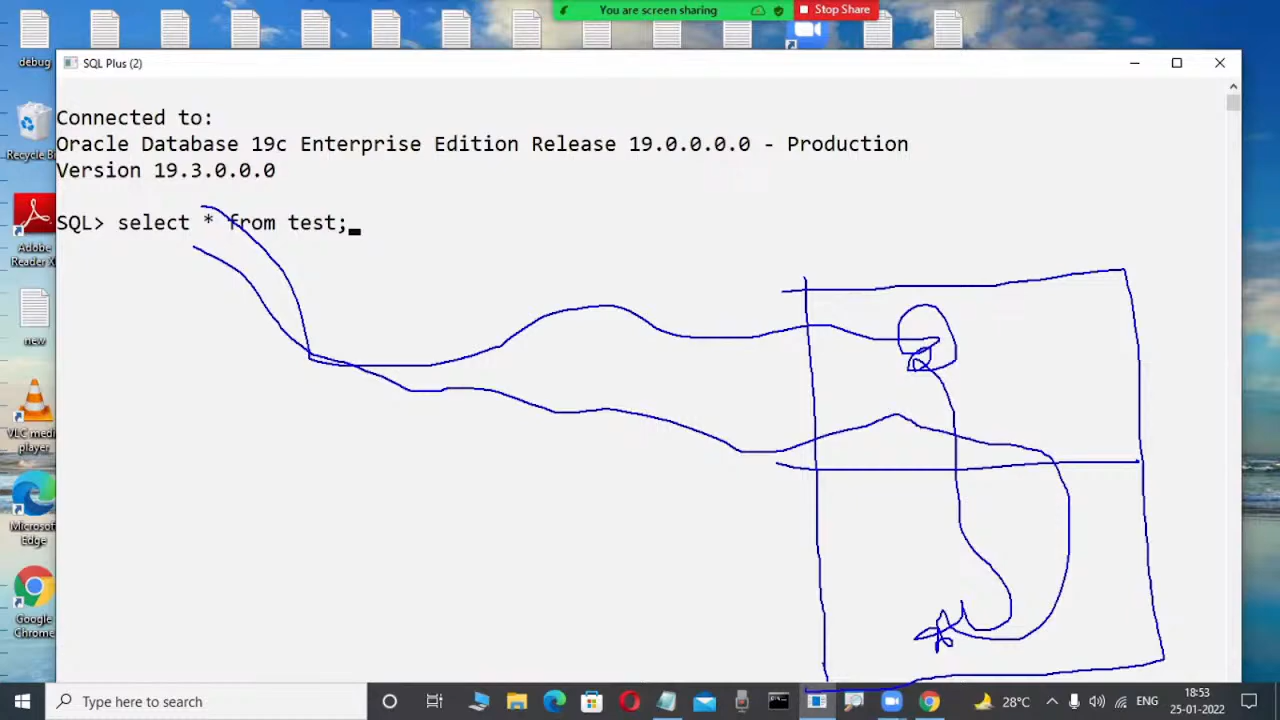 You are screen sharing
Stop Share
debug
SQL Plus (2)
Connected to:
Oracle Database 19c Enterprise Edition Release 19.0.0.0.0 - Production
Version 19.3.0.0.0
SQL> select * from test;
Recycle Bi
Adobe
Reader X
new
VLC media
player
Microsoft
Edge
Google
Chrome
Type here to search
28°C
ENG
18:53
25-01-2022